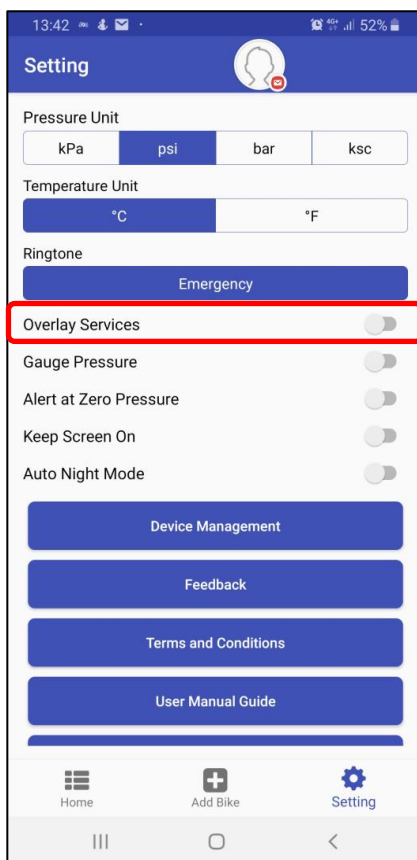 13:42 4G+ 52%
Setting
Pressure Unit
kPa psi bar ksc
Temperature Unit
°C °F
Ringtone
Emergency
Overlay Services
Gauge Pressure
Alert at Zero Pressure
Keep Screen On
Auto Night Mode
Device Management
Feedback
Terms and Conditions
User Manual Guide
Home Add Bike Setting